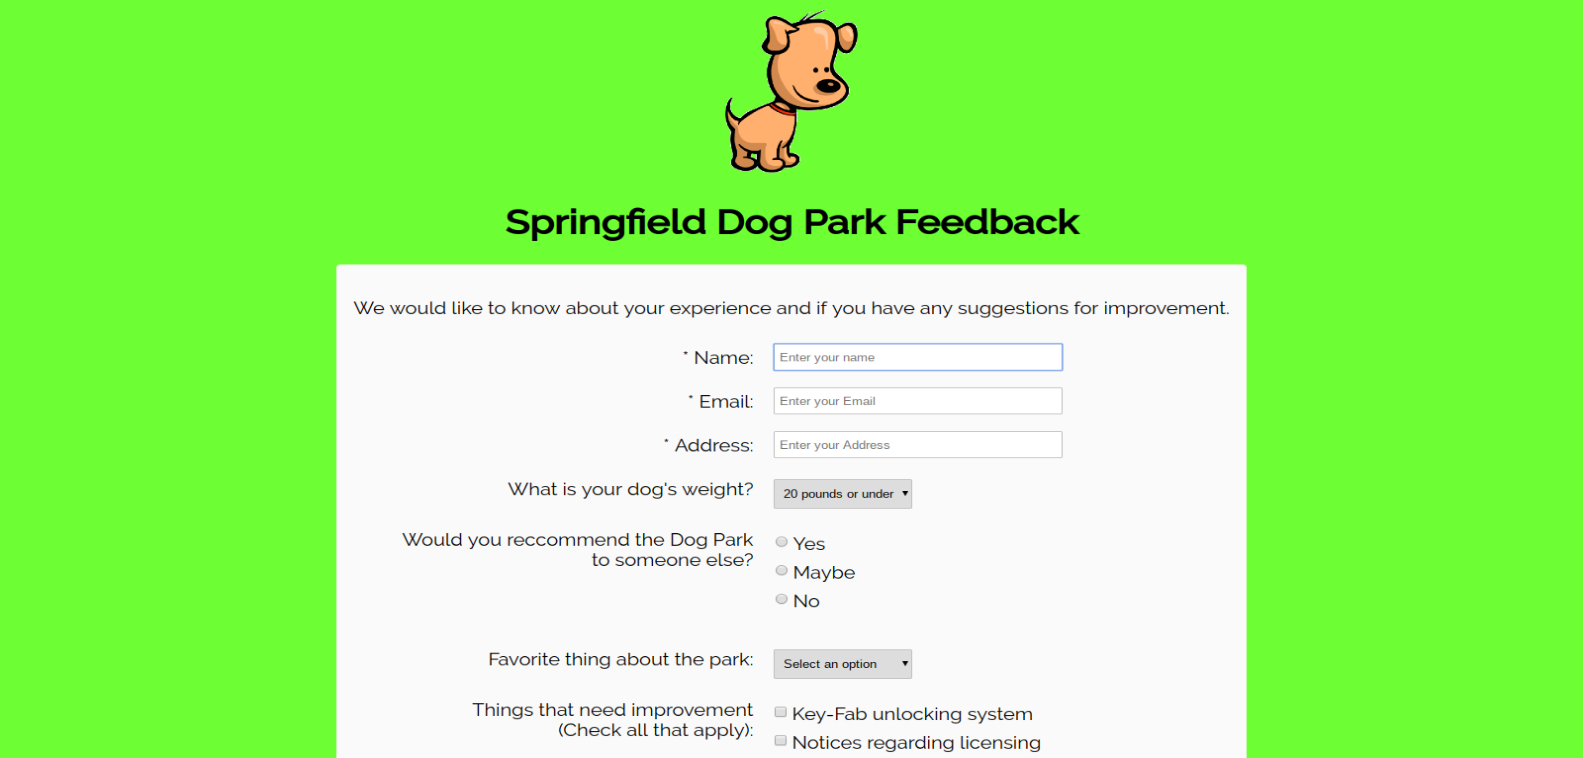 Springfield Dog Park Feedback
We would like to know about your experience and if you have any suggestions for improvement.
* Name: Enter your name
* Email: Enter your Email
* Address: Enter your Address
What is your dog's weight? 20 pounds or under
Would you reccommend the Dog Park
to someone else?
Yes
Maybe
No
Favorite thing about the park: Select an option
Things that need improvement
(Check all that apply):
Key-Fab unlocking system
Notices regarding licensing